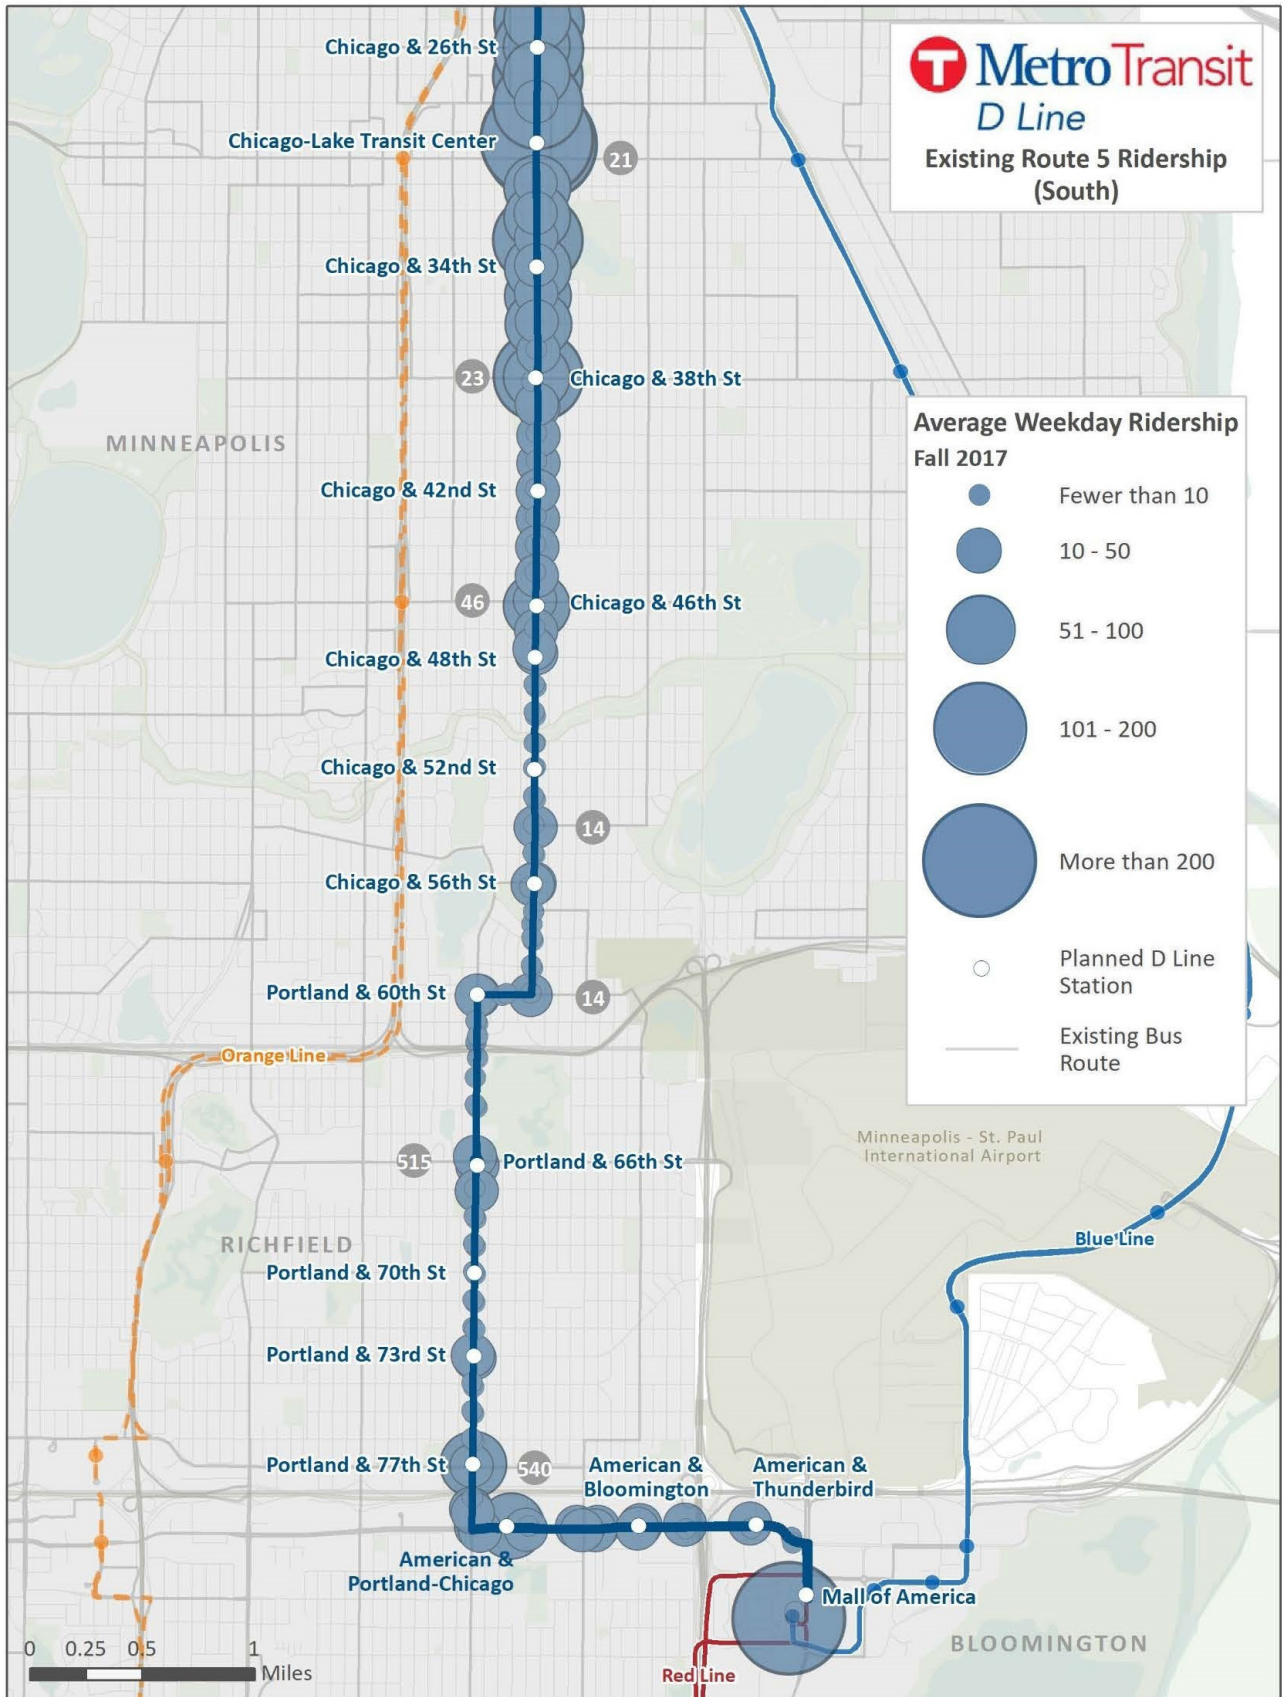 Chicago & 26th St
T MetroTransit
D Line
Existing Route 5 Ridership
(South)
Chicago-Lake Transit Center
21
Chicago & 34th St
23
Chicago & 38th St
MINNEAPOLIS
Average Weekday Ridership
Fall 2017
Fewer than 10
10 - 50
51 - 100
101 - 200
More than 200
Planned D Line
Station
Existing Bus
Route
Chicago & 42nd St
46
Chicago & 46th St
Chicago & 48th St
Chicago & 52nd St
14
Chicago & 56th St
Portland & 60th St
14
Orange Line
Minneapolis - St. Paul
International Airport
515
Portland & 66th St
RICHFIELD
Blue Line
Portland & 70th St
Portland & 73rd St
Portland & 77th St
540
American &
Bloomington
American &
Thunderbird
American &
Portland-Chicago
Mall of America
BLOOMINGTON
Red Line
0 0.25 0.5 1
Miles